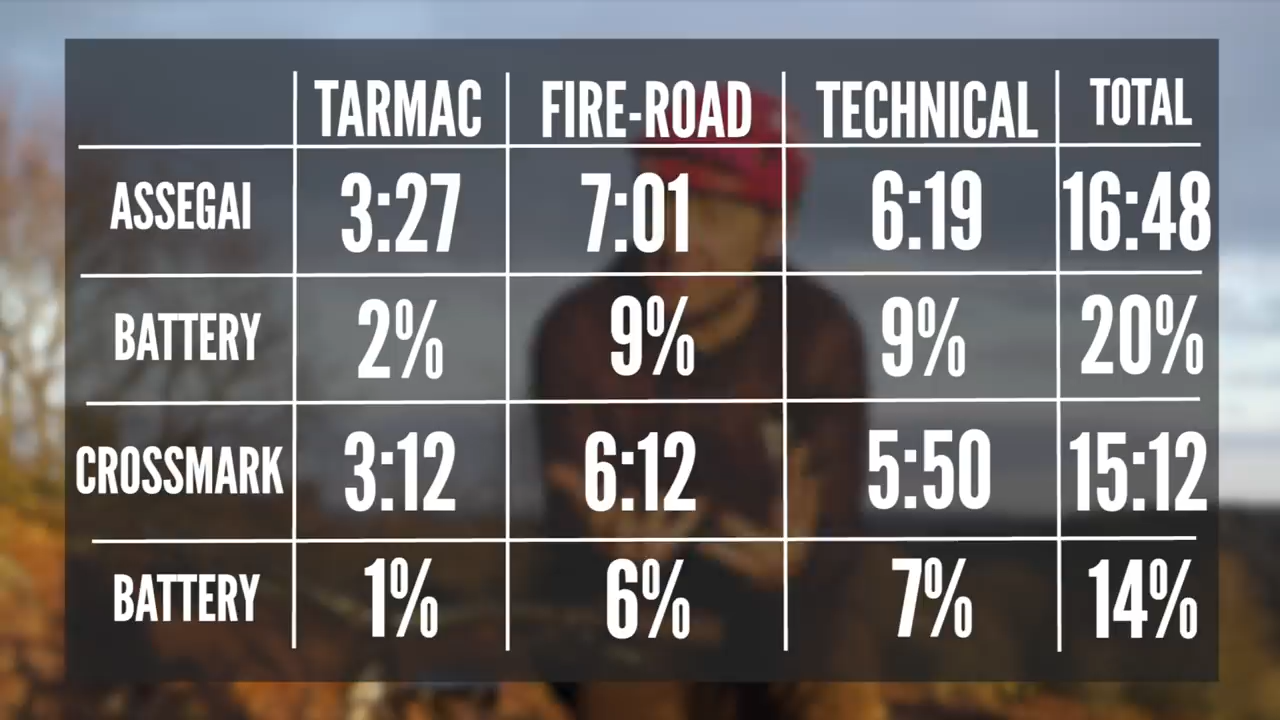 TARMAC FIRE-ROAD TECHNICAL TOTAL
ASSEGAI 3:27 7:01 6:19 16:48
BATTERY 2% 9% 9% 20%
CROSSMARK 3:12 6:12 5:50 15:12
BATTERY 1% 6% 7% 14%